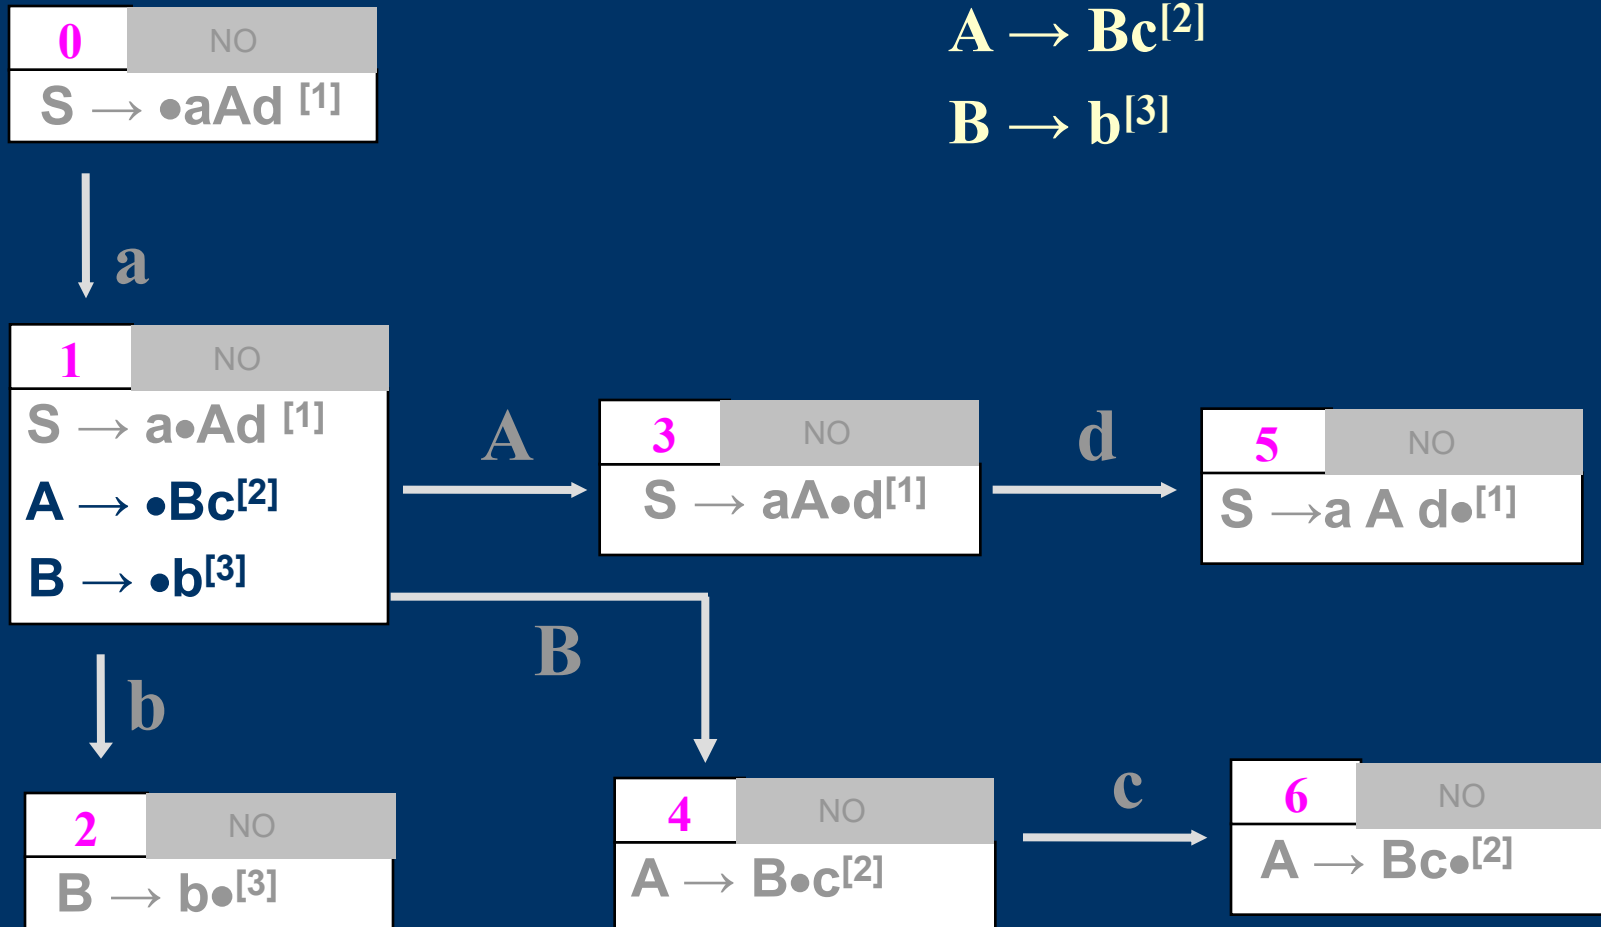 0 NO
S → •aAd [1]
A → Bc[2]
B → b[3]
a
1 NO
S → a•Ad [1]
A → •Bc[2]
B → •b[3]
A
3 NO
S → aA•d[1]
d
5 NO
S →a A d•[1]
B
b
2 NO
B → b•[3]
4 NO
A → B•c[2]
c
6 NO
A → Bc•[2]